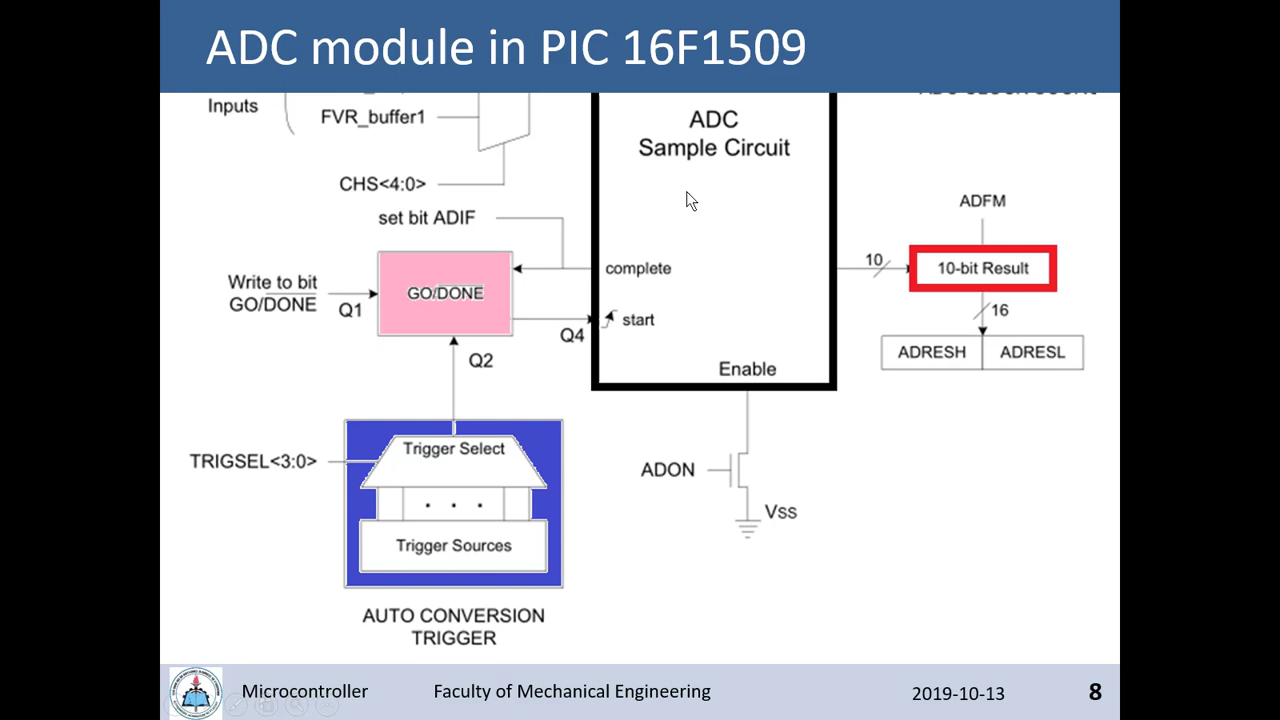 ADC module in PIC 16F1509
Inputs
FVR_buffer1
CHS<4:0>
ADC
Sample Circuit
set bit ADIF
complete
Write to bit
GO/DONE
Q1
GO/DONE
Q4
start
Q2
Enable
ADFM
10
10-bit Result
16
ADRESH
ADRESL
TRIGSEL<3:0>
Trigger Select
. . .
Trigger Sources
ADON
Vss
AUTO CONVERSION
TRIGGER
Microcontroller
Faculty of Mechanical Engineering
2019-10-13
8